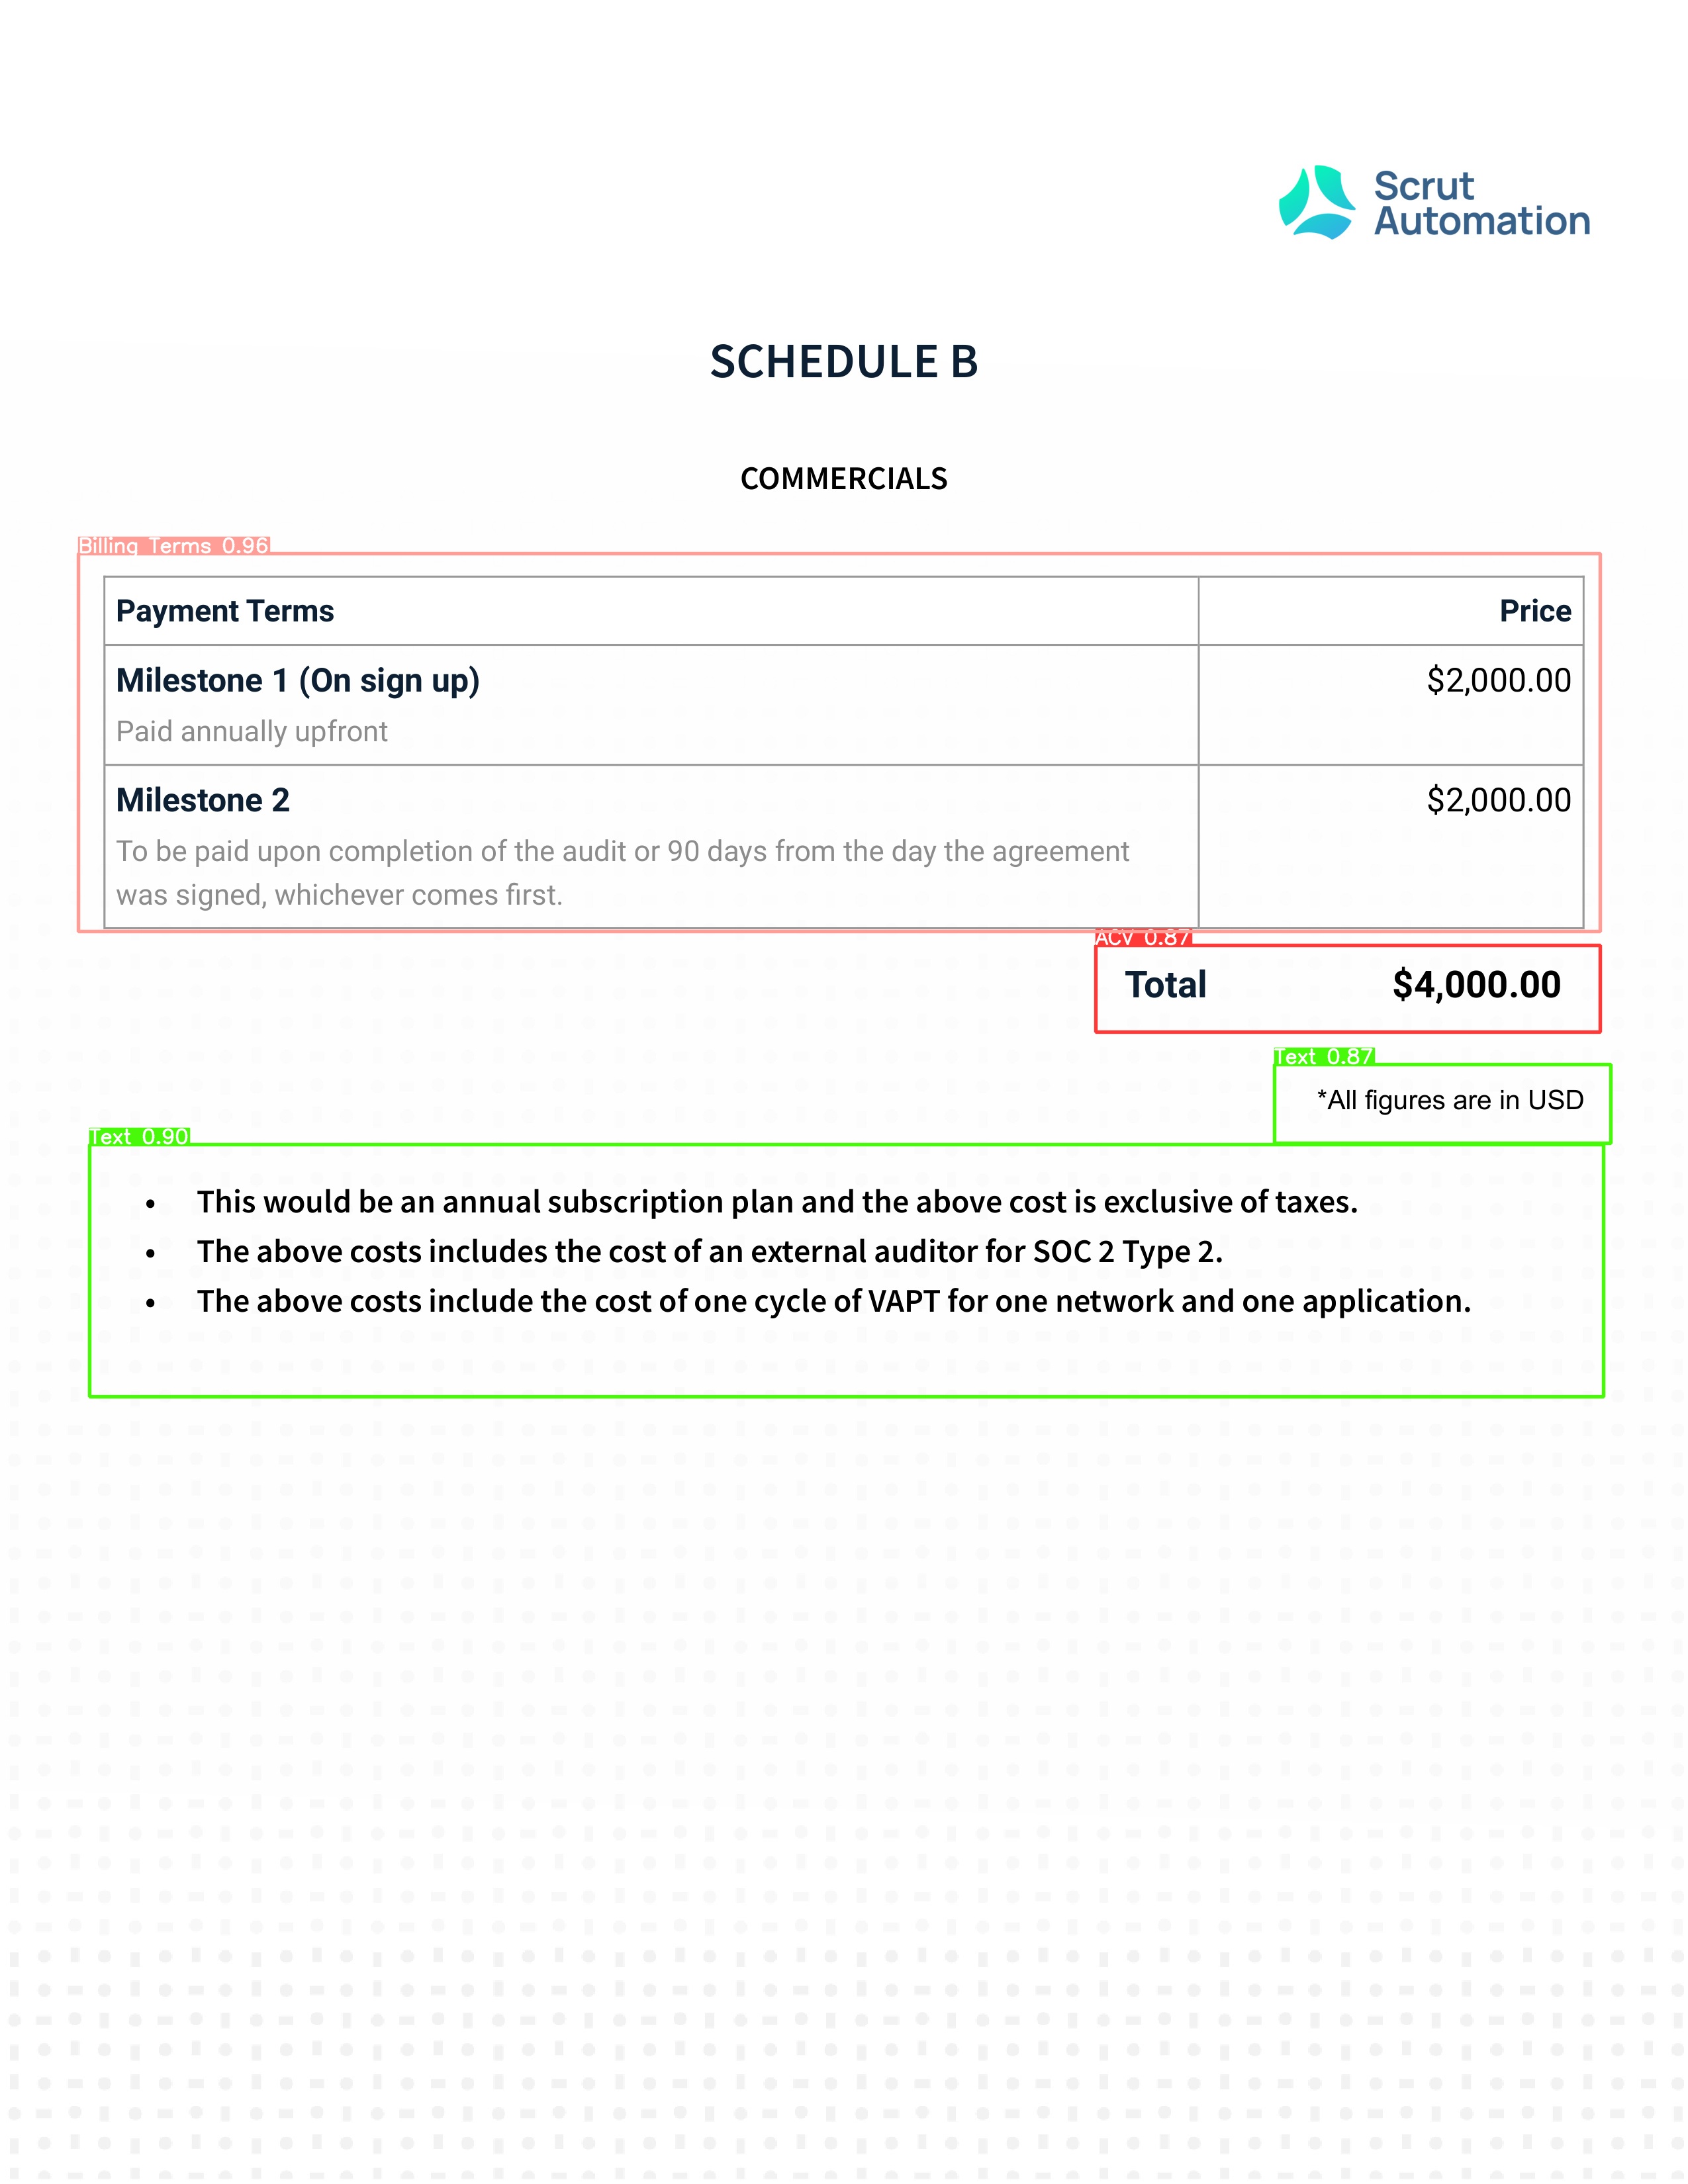 Scrut
Automation
SCHEDULE B
COMMERCIALS
Billing Terms 0.96
Payment Terms Price
Milestone 1 (On sign up) $2,000.00
Paid annually upfront
Milestone 2 $2,000.00
To be paid upon completion of the audit or 90 days from the day the agreement
was signed, whichever comes first.
ACV 0.87
Total $4,000.00
Text 0.87
*All figures are in USD
Text 0.90
• This would be an annual subscription plan and the above cost is exclusive of taxes.
• The above costs includes the cost of an external auditor for SOC 2 Type 2.
• The above costs include the cost of one cycle of VAPT for one network and one application.